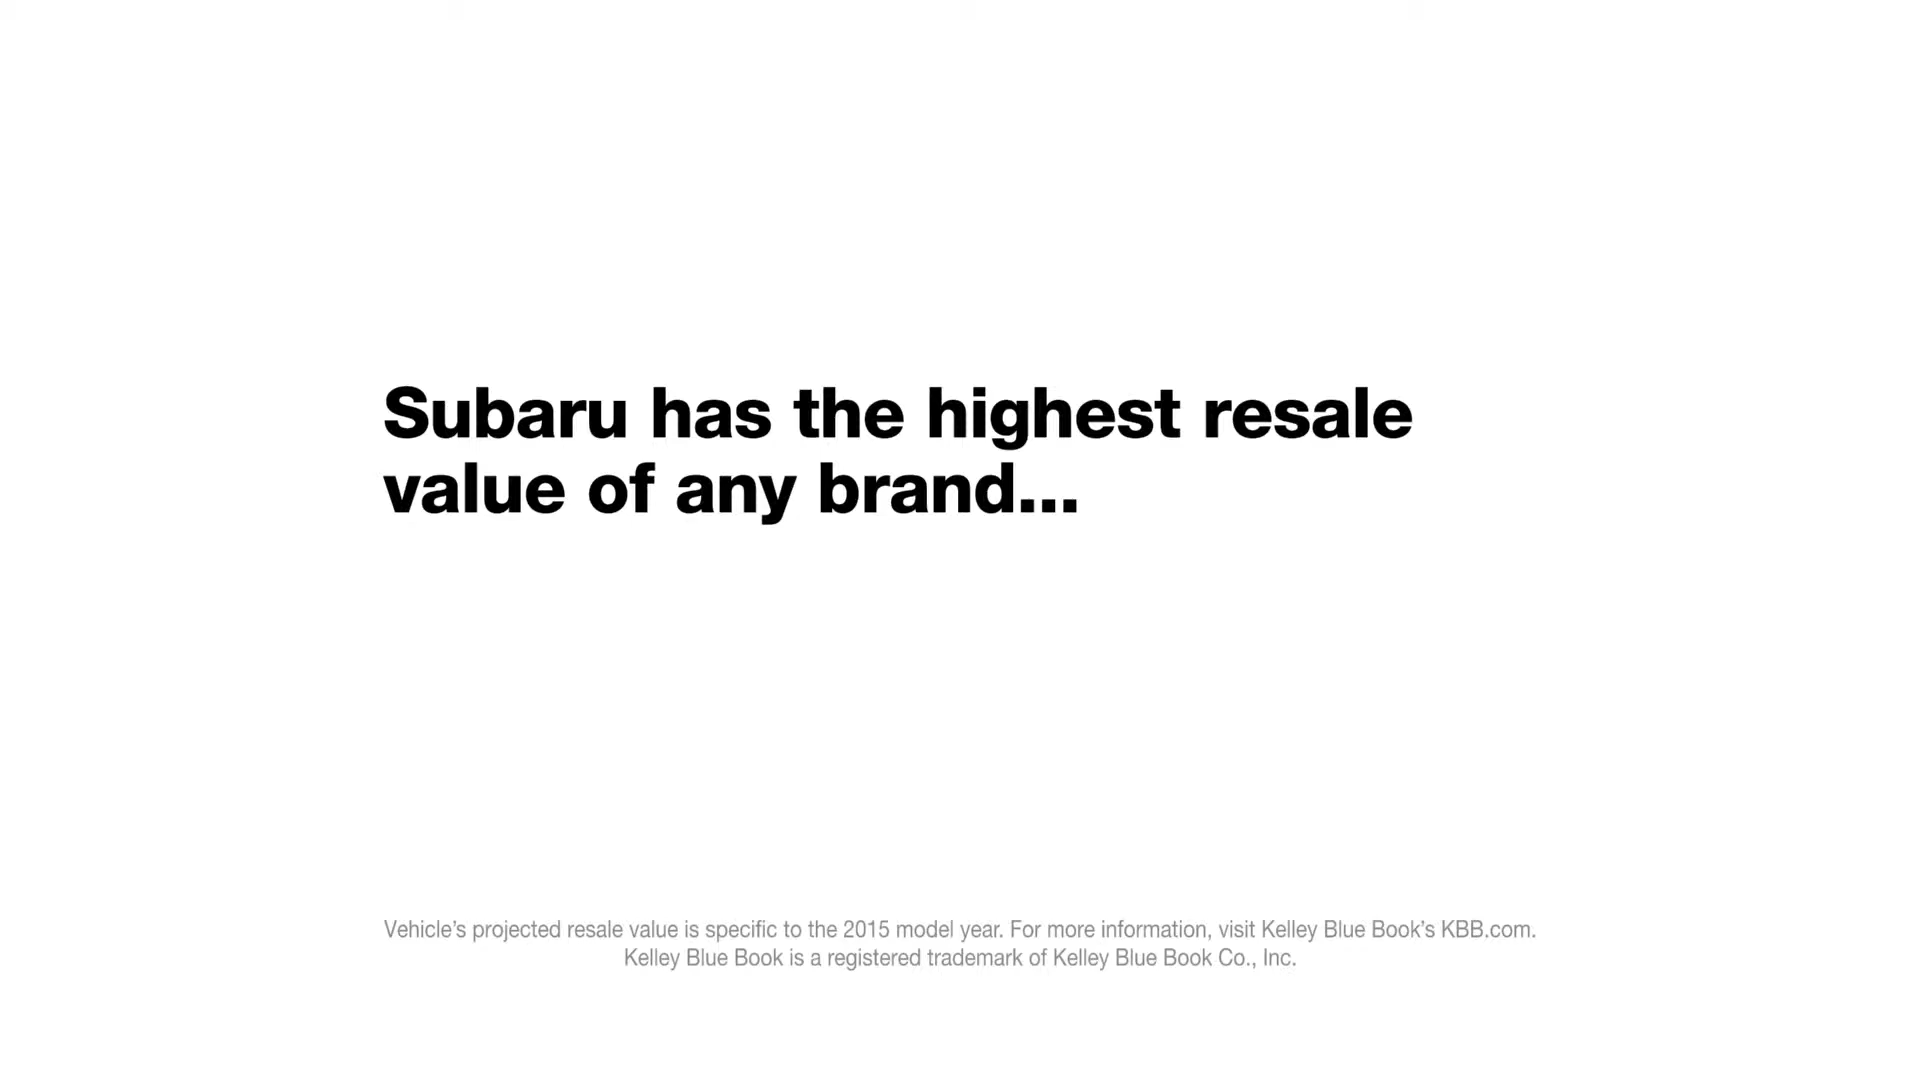 Subaru has the highest resale
value of any brand...
Vehicle’s projected resale value is specific to the 2015 model year. For more information, visit Kelley Blue Book’s KBB.com.
Kelley Blue Book is a registered trademark of Kelley Blue Book Co., Inc.